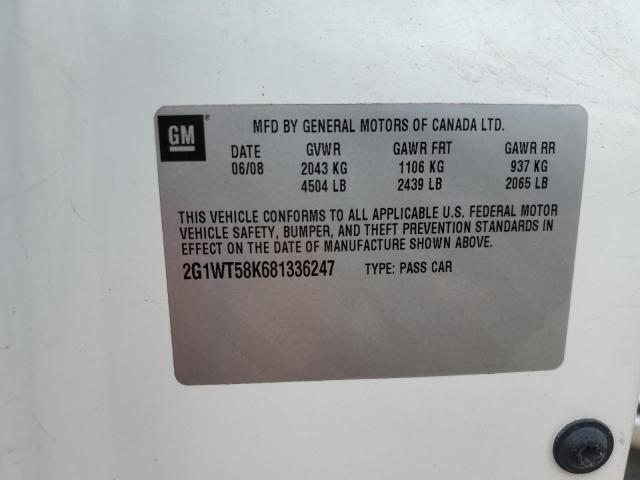 GM ®
MFD BY GENERAL MOTORS OF CANADA LTD.
DATE GVWR GAWR FRT GAWR RR
06/08 2043 KG 1106 KG 937 KG
4504 LB 2439 LB 2065 LB
THIS VEHICLE CONFORMS TO ALL APPLICABLE U.S. FEDERAL MOTOR
VEHICLE SAFETY, BUMPER, AND THEFT PREVENTION STANDARDS IN
EFFECT ON THE DATE OF MANUFACTURE SHOWN ABOVE.
2G1WT58K681336247 TYPE: PASS CAR